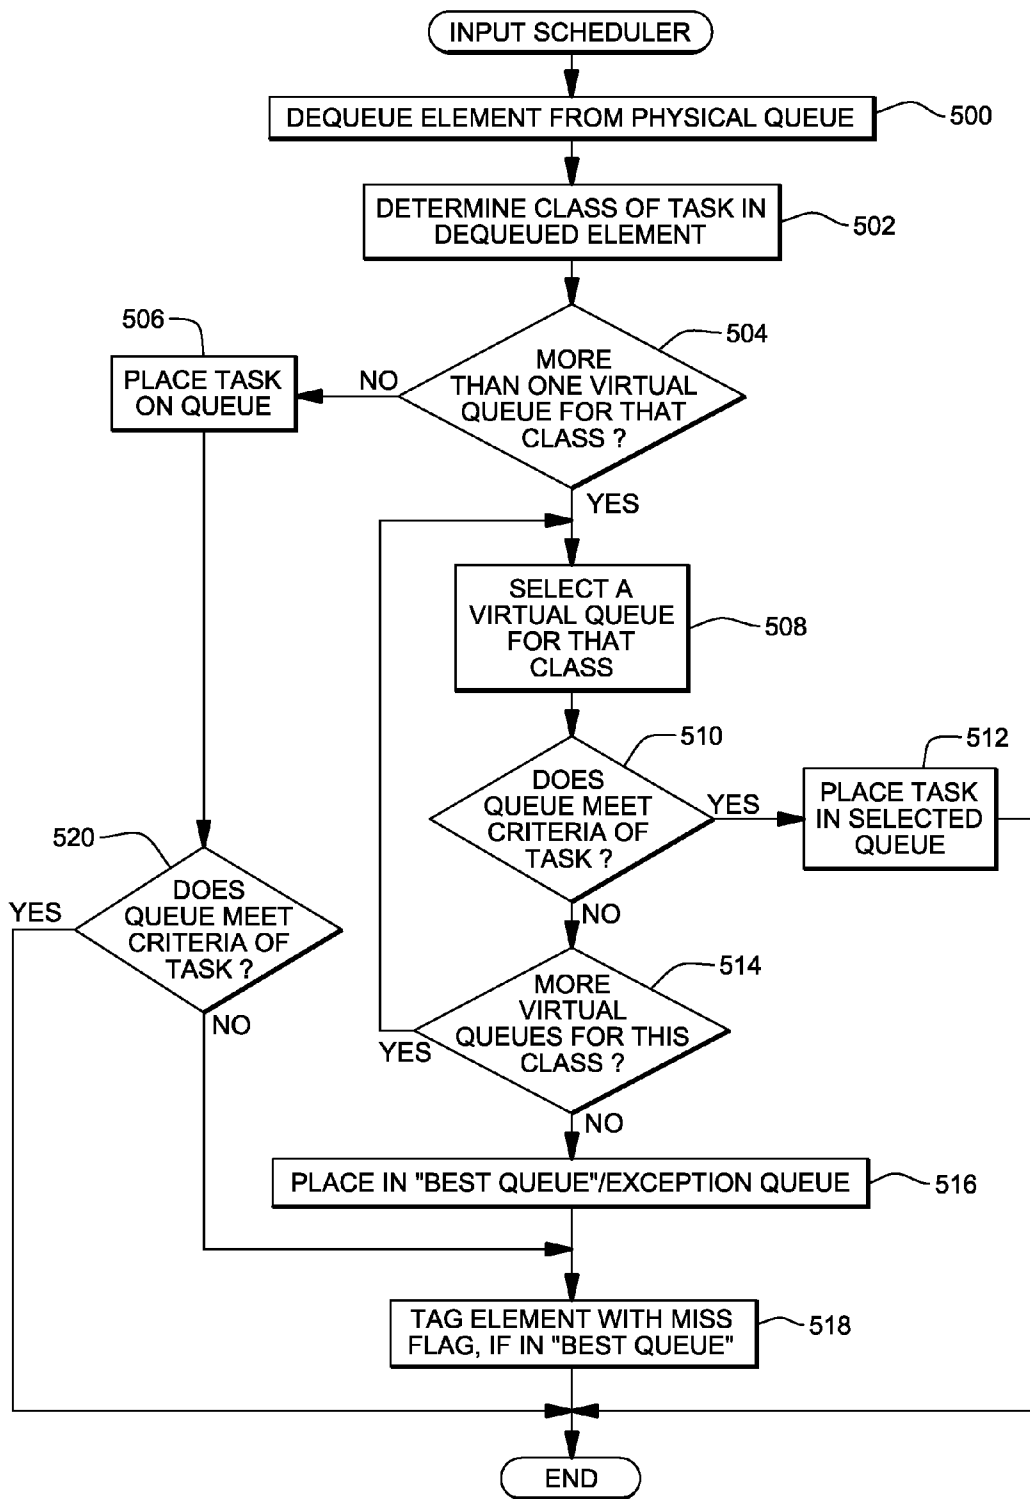 INPUT SCHEDULER
DEQUEUE ELEMENT FROM PHYSICAL QUEUE
500
DETERMINE CLASS OF TASK IN
DEQUEUED ELEMENT
502
504
MORE
THAN ONE VIRTUAL
QUEUE FOR THAT
CLASS ?
NO
506
PLACE TASK
ON QUEUE
YES
SELECT A
VIRTUAL QUEUE
FOR THAT
CLASS
508
510
DOES
QUEUE MEET
CRITERIA OF
TASK ?
YES
512
PLACE TASK
IN SELECTED
QUEUE
NO
520
DOES
QUEUE MEET
CRITERIA OF
TASK ?
YES
NO
514
MORE
VIRTUAL
QUEUES FOR THIS
CLASS ?
YES
NO
PLACE IN "BEST QUEUE"/EXCEPTION QUEUE
516
TAG ELEMENT WITH MISS
FLAG, IF IN "BEST QUEUE"
518
END